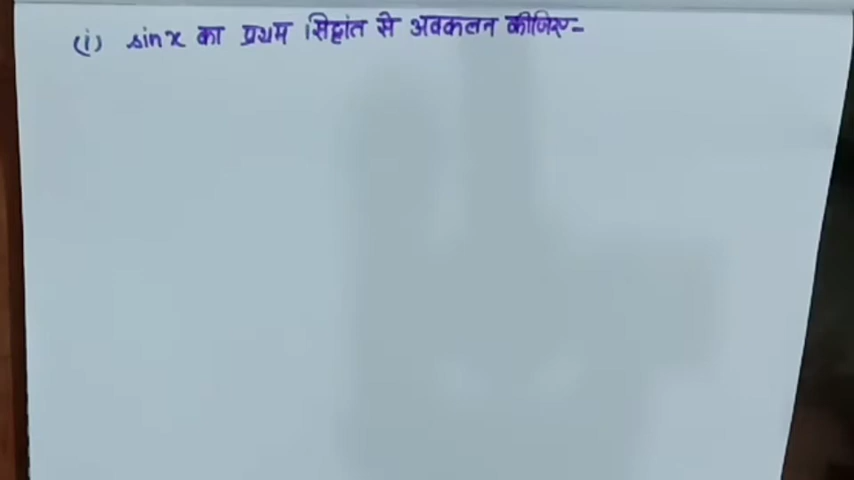 (i) sin x का प्रथम सिद्धांत से अवकलन कीजिए-